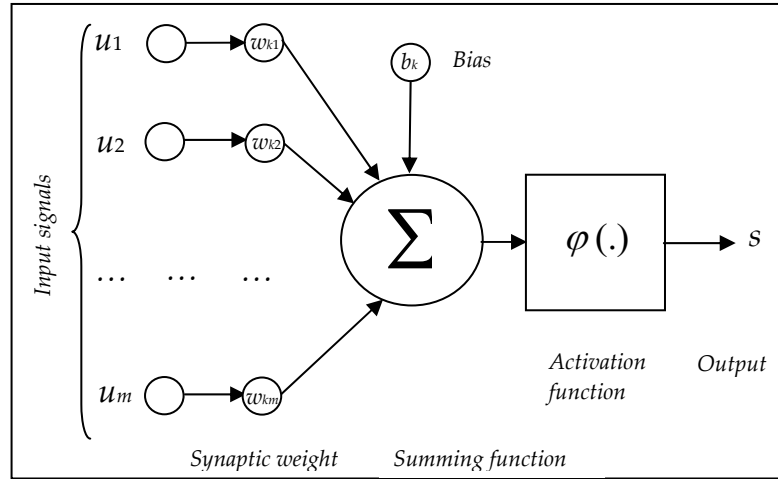 u1 wk1 bk Bias
u2 wk2
Input signals
Σ φ (.) s
... ... ...
um wkm
Activation function Output
Synaptic weight Summing function